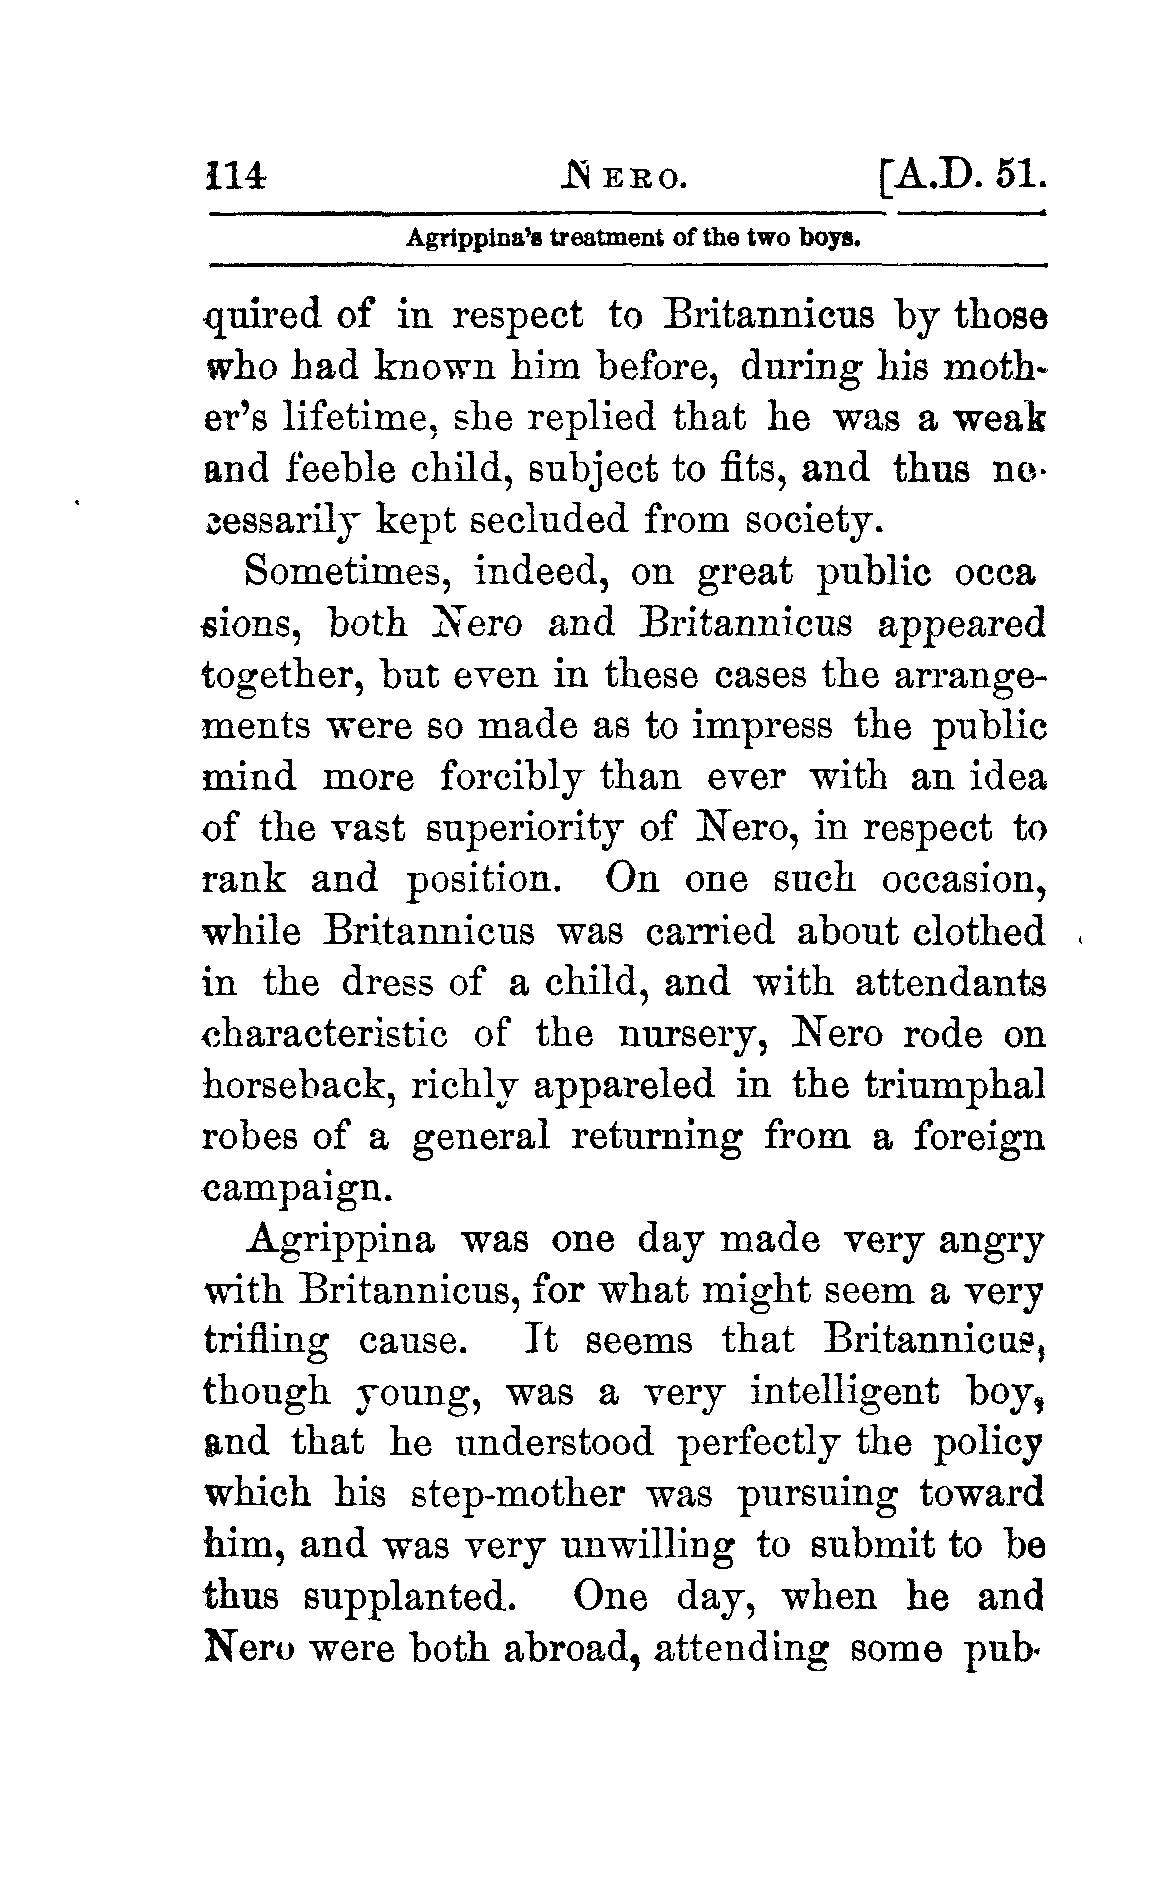 114 NERO. [A.D. 51.
Agrippina's treatment of the two boys.
quired of in respect to Britannicus by those
who had known him before, during his moth-
er's lifetime, she replied that he was a weak
and feeble child, subject to fits, and thus ne-
cessarily kept secluded from society.
Sometimes, indeed, on great public occa
sions, both Nero and Britannicus appeared
together, but even in these cases the arrange-
ments were so made as to impress the public
mind more forcibly than ever with an idea
of the vast superiority of Nero, in respect to
rank and position. On one such occasion,
while Britannicus was carried about clothed
in the dress of a child, and with attendants
characteristic of the nursery, Nero rode on
horseback, richly appareled in the triumphal
robes of a general returning from a foreign
campaign.
Agrippina was one day made very angry
with Britannicus, for what might seem a very
trifling cause. It seems that Britannicus,
though young, was a very intelligent boy,
and that he understood perfectly the policy
which his step-mother was pursuing toward
him, and was very unwilling to submit to be
thus supplanted. One day, when he and
Nero were both abroad, attending some pub-